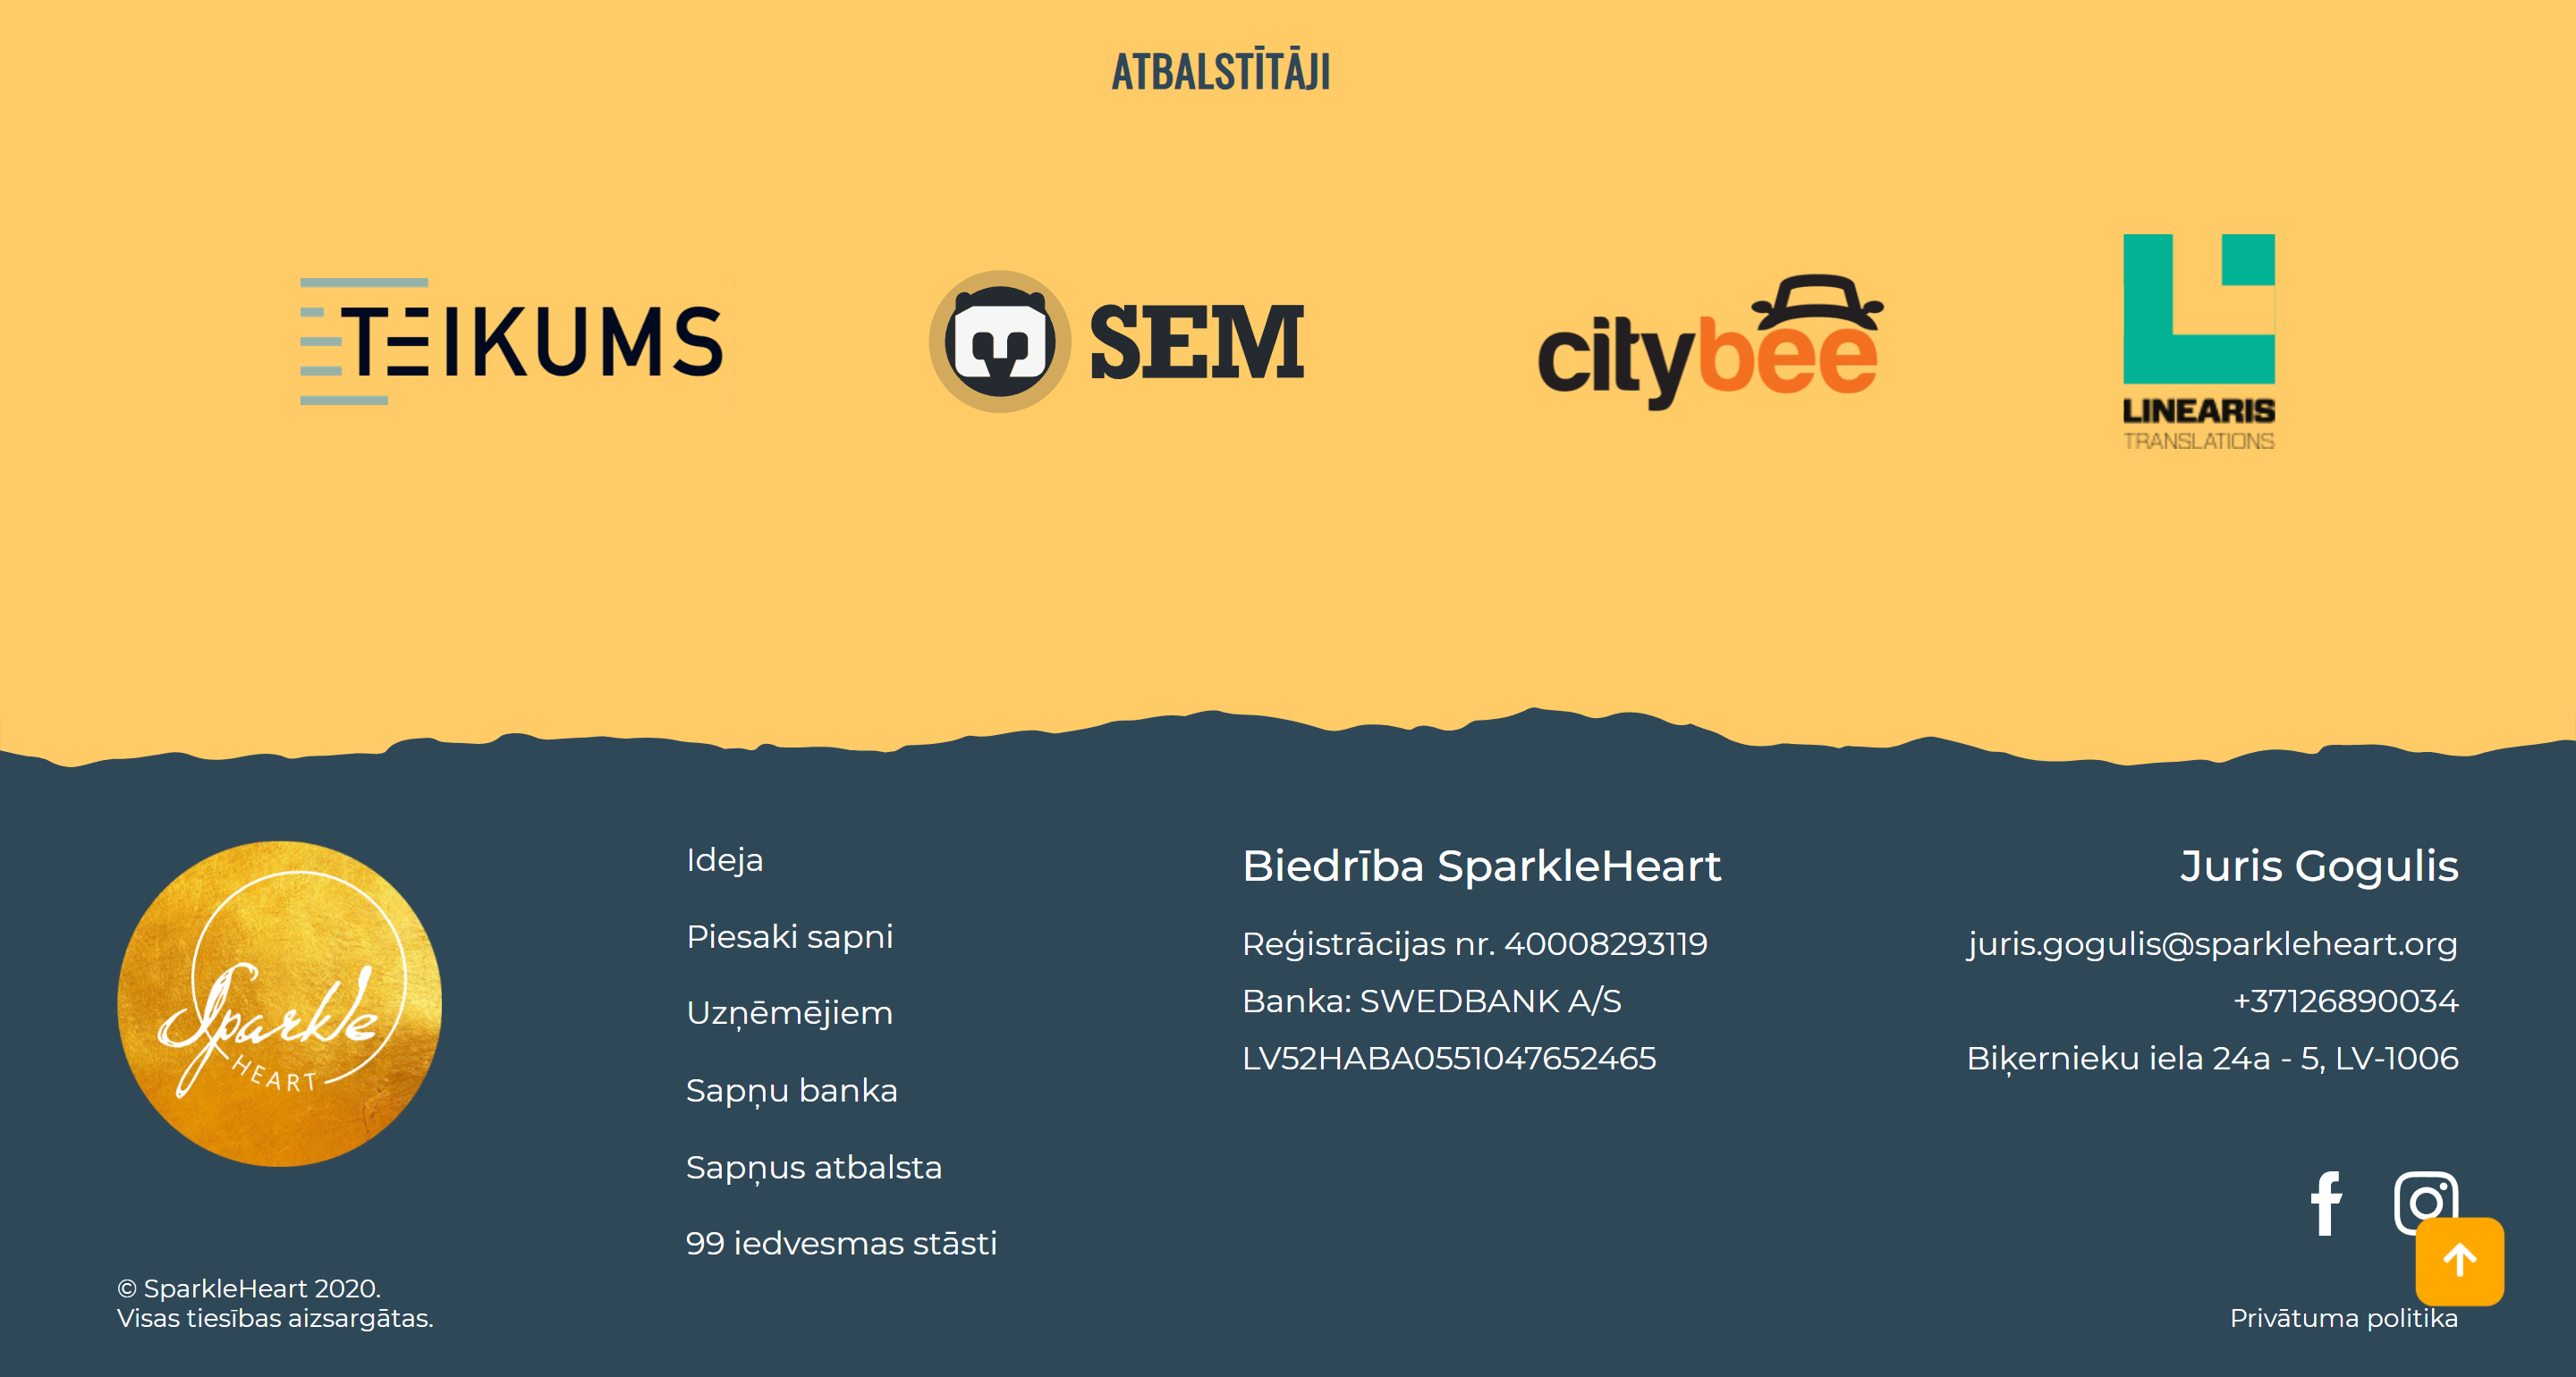 ATBALSTĪTĀJI
TEIKUMS
SEM
citybee
LINEARIS
TRANSLATIONS
Sparkle
HEART
© SparkleHeart 2020.
Visas tiesības aizsargātas.
Ideja
Piesaki sapni
Uzņēmējiem
Sapņu banka
Sapņus atbalsta
99 iedvesmas stāsti
Biedrība SparkleHeart
Reģistrācijas nr. 40008293119
Banka: SWEDBANK A/S
LV52HABA0551047652465
Juris Gogulis
juris.gogulis@sparkleheart.org
+37126890034
Biķernieku iela 24a - 5, LV-1006
Privātuma politika